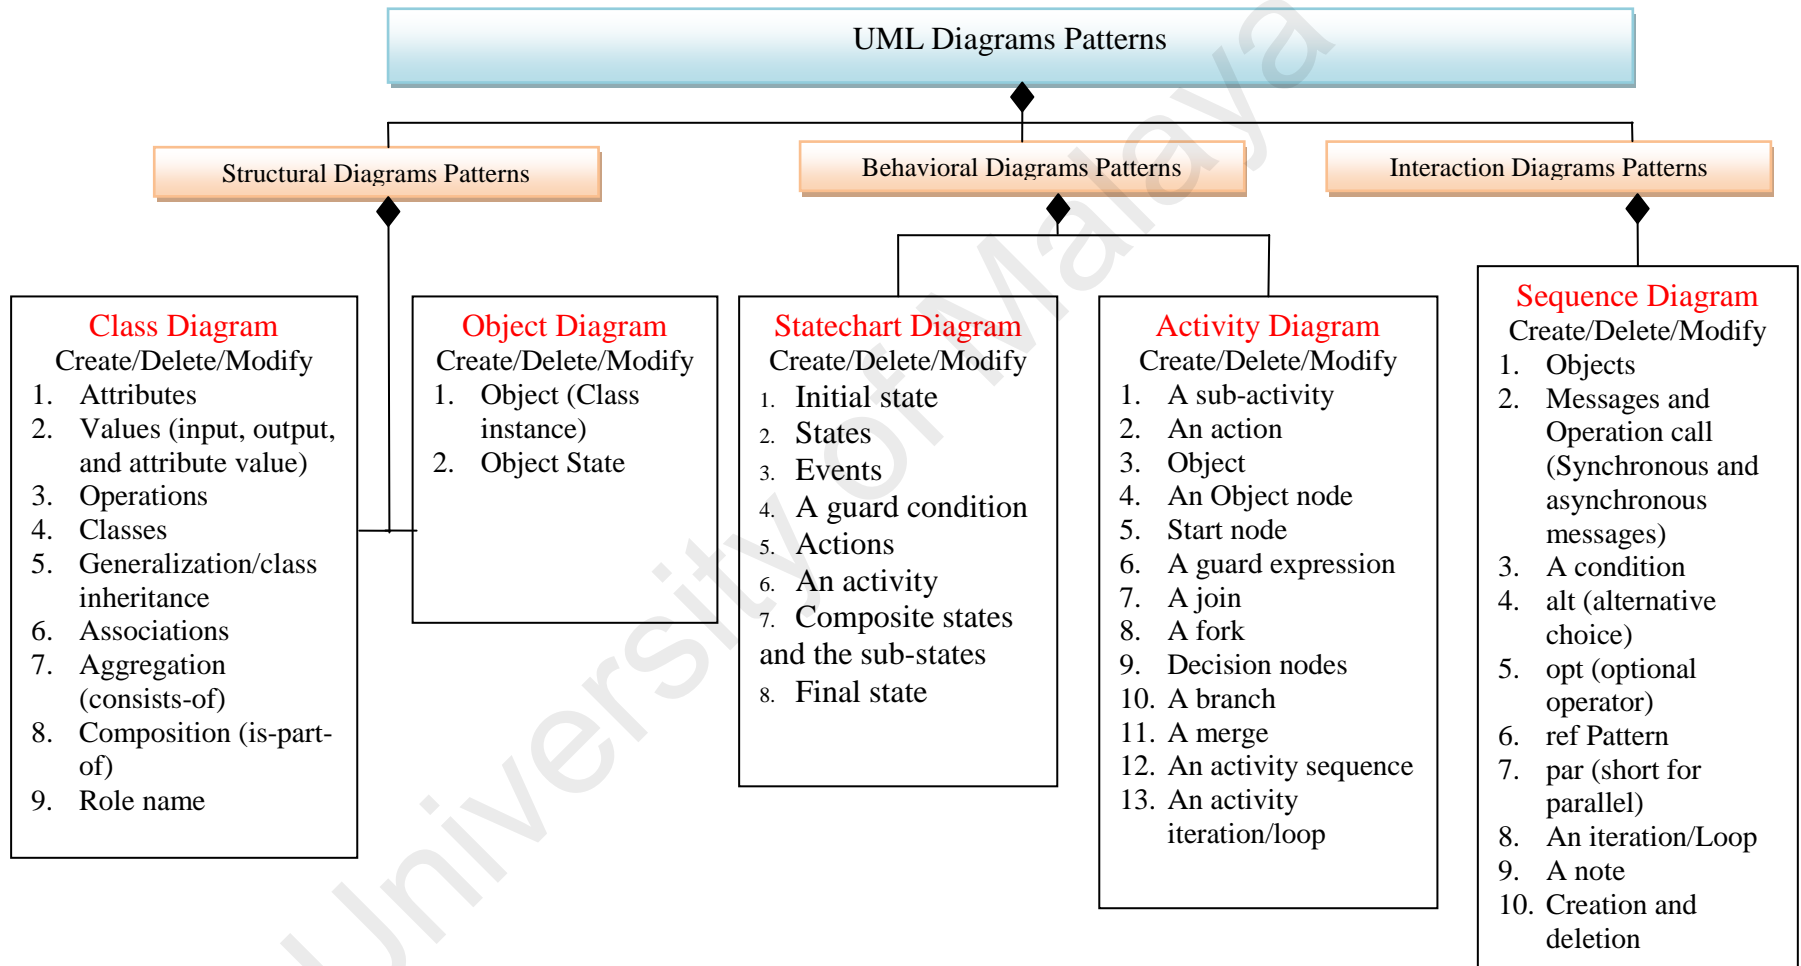 UML Diagrams Patterns
Structural Diagrams Patterns
Behavioral Diagrams Patterns
Interaction Diagrams Patterns
Class Diagram
Create/Delete/Modify
1. Attributes
2. Values (input, output,
and attribute value)
3. Operations
4. Classes
5. Generalization/class
inheritance
6. Associations
7. Aggregation
(consists-of)
8. Composition (is-part-
of)
9. Role name
Object Diagram
Create/Delete/Modify
1. Object (Class
instance)
2. Object State
Statechart Diagram
Create/Delete/Modify
1. Initial state
2. States
3. Events
4. A guard condition
5. Actions
6. An activity
7. Composite states
and the sub-states
8. Final state
Activity Diagram
Create/Delete/Modify
1. A sub-activity
2. An action
3. Object
4. An Object node
5. Start node
6. A guard expression
7. A join
8. A fork
9. Decision nodes
10. A branch
11. A merge
12. An activity sequence
13. An activity
iteration/loop
Sequence Diagram
Create/Delete/Modify
1. Objects
2. Messages and
Operation call
(Synchronous and
asynchronous
messages)
3. A condition
4. alt (alternative
choice)
5. opt (optional
operator)
6. ref Pattern
7. par (short for
parallel)
8. An iteration/Loop
9. A note
10. Creation and
deletion
University of Malaya